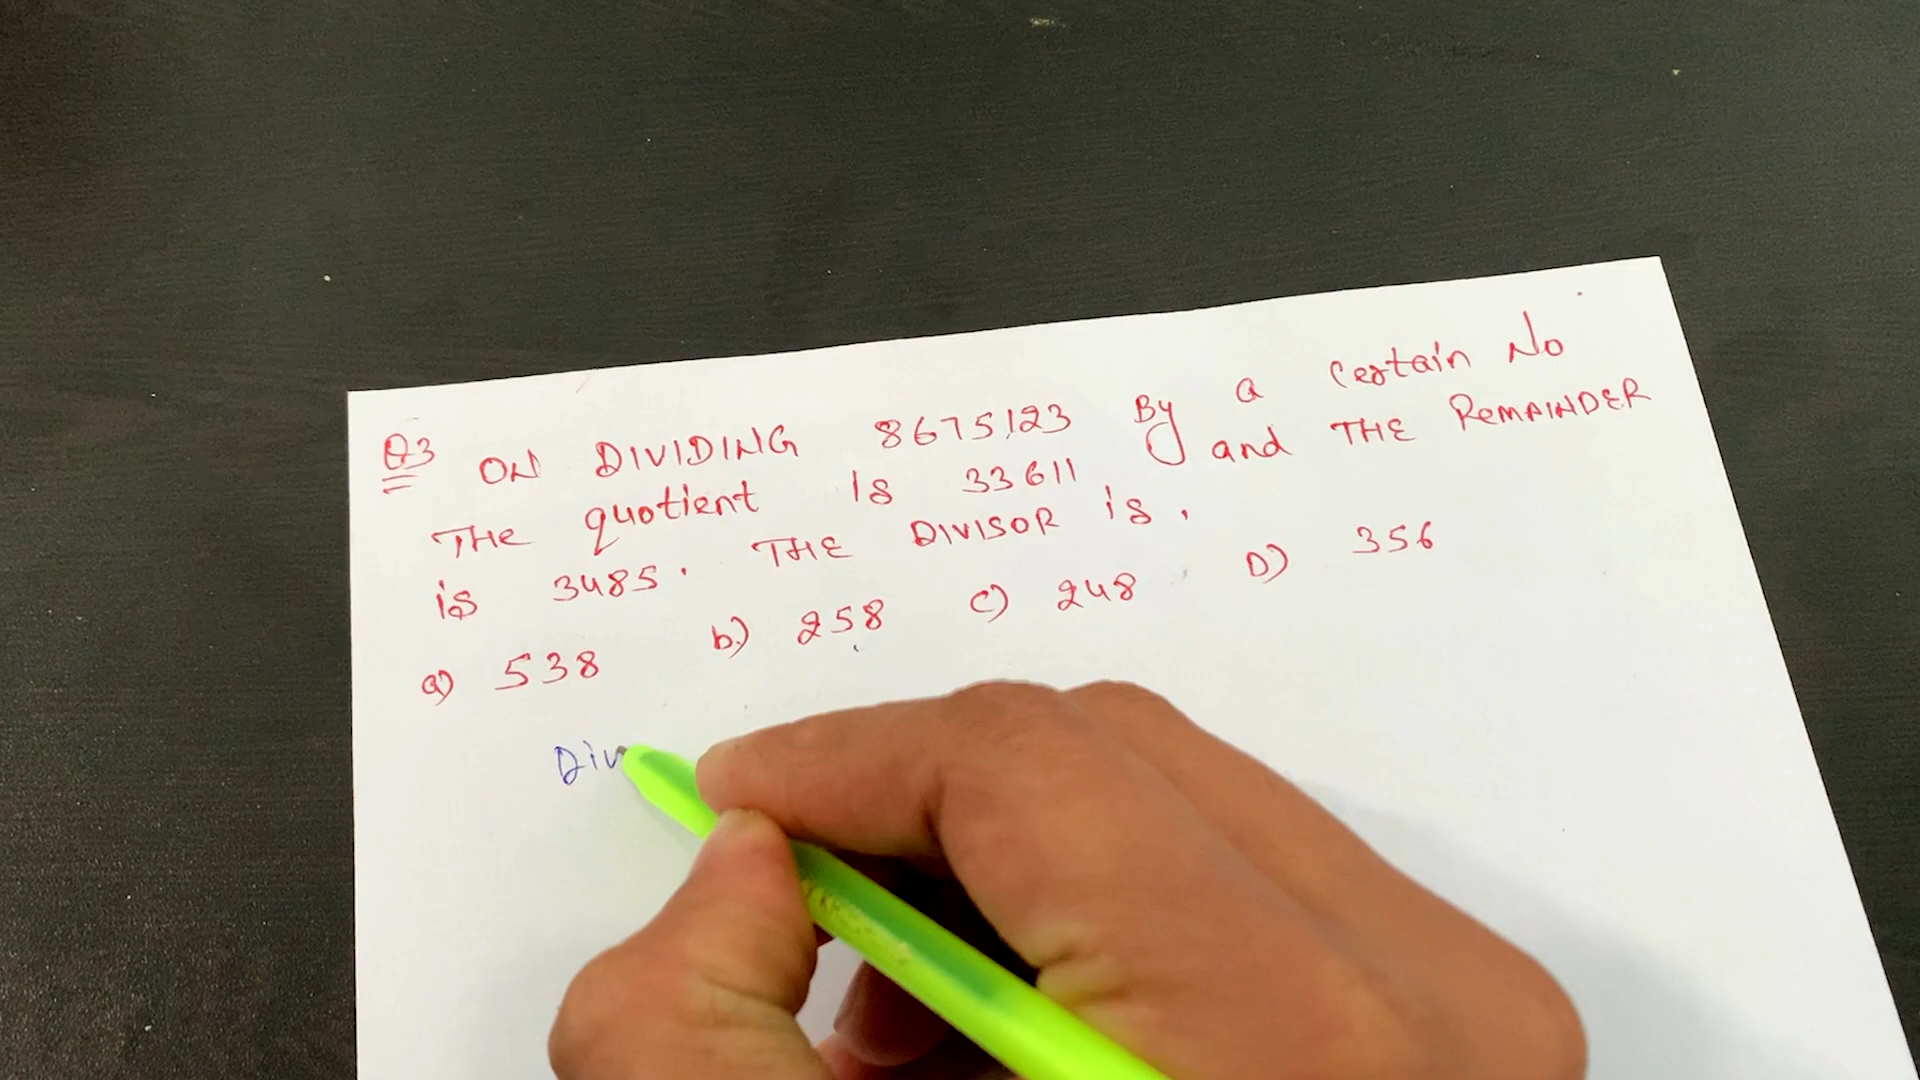 Q3 ON DIVIDING 8675123 By a certain No
THE quotient is 33611 and THE REMAINDER
is 3485. THE DIVISOR is.
a) 538 b.) 258 c) 248 D) 356
Div